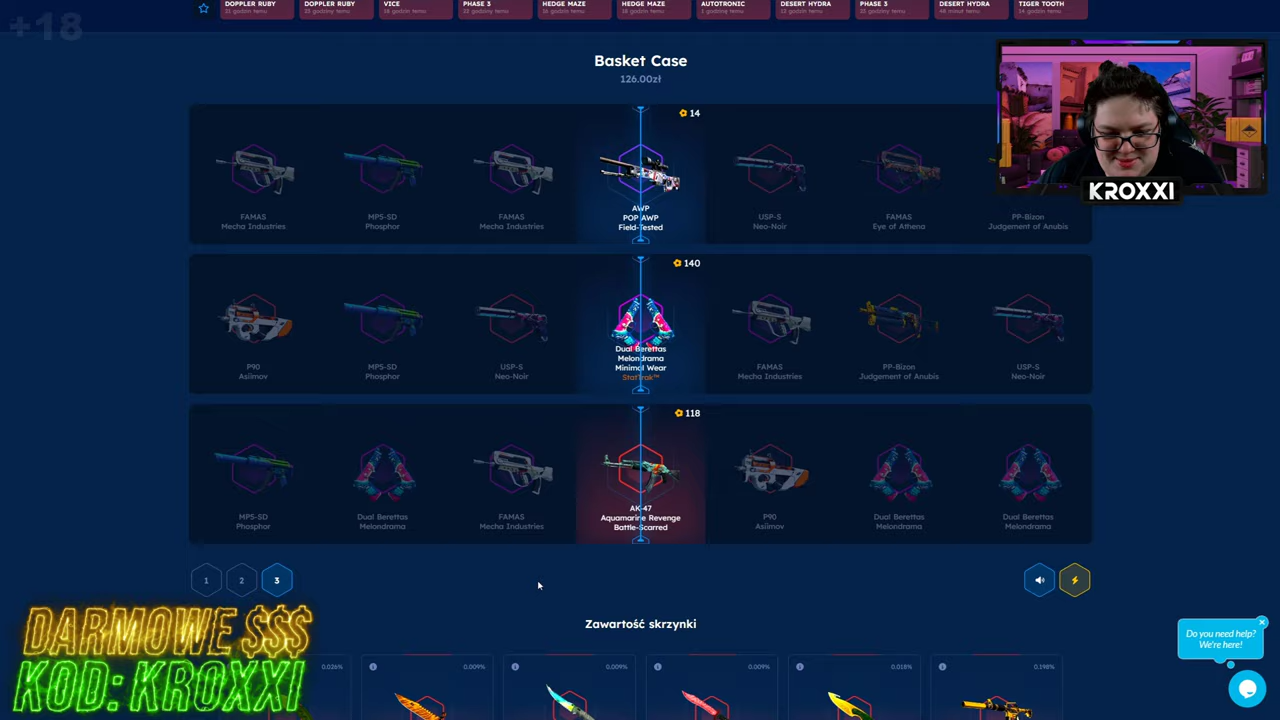 +18
DOPPLER RUBY
DOPPLER RUBY
VICE
PHASE 3
HEDGE MAZE
HEDGE MAZE
AUTOTRONIC
DESERT HYDRA
PHASE 3
DESERT HYDRA
TIGER TOOTH
Basket Case
126.00zł
14
FAMAS
Mecha Industries
MP5-SD
Phosphor
FAMAS
Mecha Industries
AWP
POP AWP
Field-Tested
USP-S
Neo-Noir
FAMAS
Eye of Athena
PP-Bizon
Judgement of Anubis
KROXXI
140
P90
Asiimov
MP5-SD
Phosphor
USP-S
Neo-Noir
Dual Berettas
Melondrama
Minimal Wear
StatTrak™
FAMAS
Mecha Industries
PP-Bizon
Judgement of Anubis
USP-S
Neo-Noir
118
MP5-SD
Phosphor
Dual Berettas
Melondrama
FAMAS
Mecha Industries
AK-47
Aquamarine Revenge
Battle-Scarred
P90
Asiimov
Dual Berettas
Melondrama
Dual Berettas
Melondrama
1
2
3
DARMOWE $$$
KOD: KROXXI
Zawartość skrzynki
0.026%
0.009%
0.009%
0.009%
0.018%
0.198%
Do you need help?
We're here!